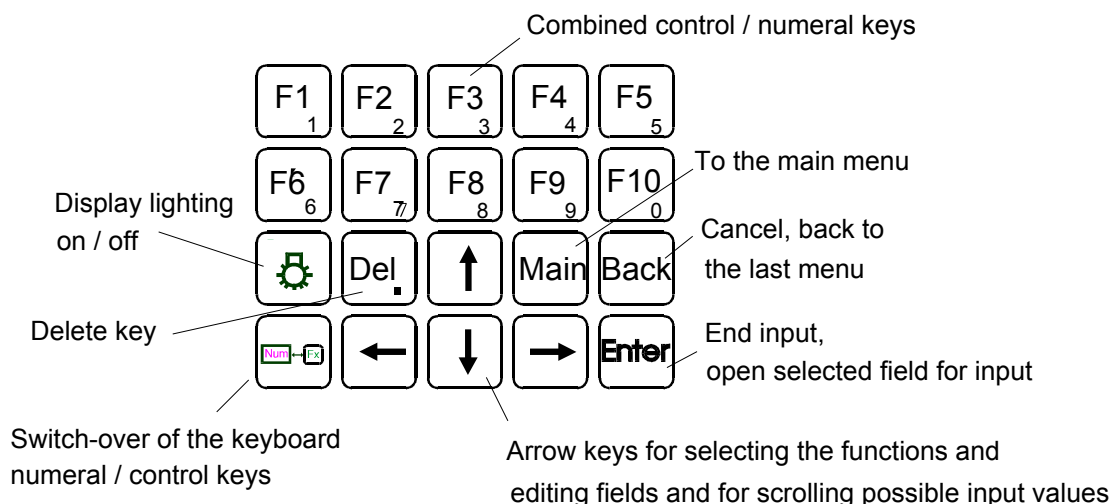 Combined control / numeral keys
F1 F2 F3 F4 F5
1 2 3 4 5
To the main menu
F6 F7 F8 F9 F10
6 7 8 9 0
Display lighting
on / off
Cancel, back to
the last menu
Del. Main Back
Delete key
End input,
open selected field for input
Num Fx Enter
Switch-over of the keyboard
numeral / control keys
Arrow keys for selecting the functions and
editing fields and for scrolling possible input values